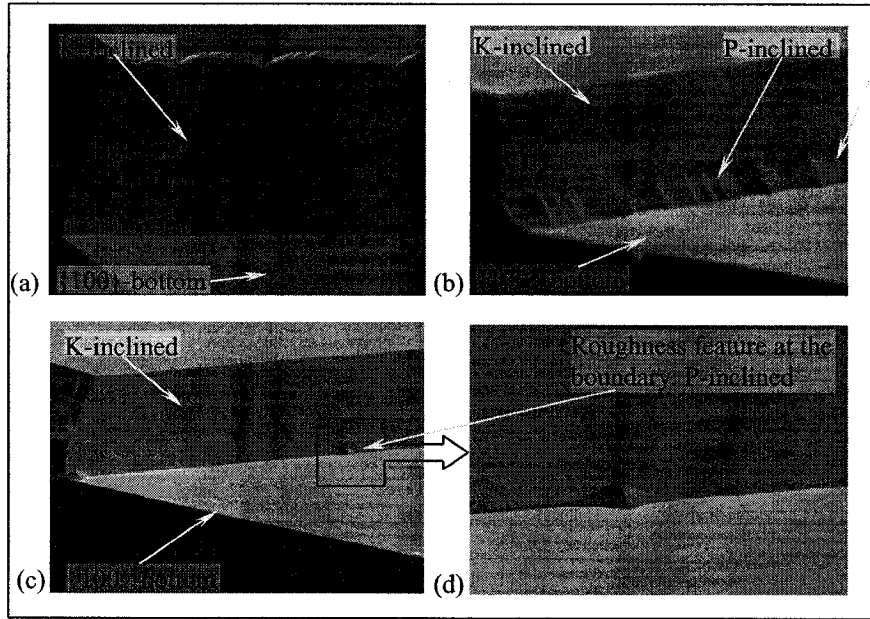 K-inclined
{100} bottom
(a)
K-inclined
P-inclined
(b)
K-inclined
(c)
Roughness feature at the
boundary: P-inclined
(d)